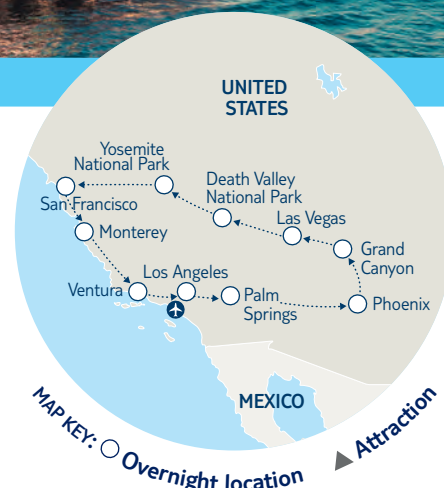 UNITED
STATES
Yosemite
National Park
Death Valley
National Park
San Francisco
Las Vegas
Monterey
Grand
Canyon
Los Angeles
Ventura
Palm
Springs
Phoenix
MEXICO
MAP KEY: Overnight location
Attraction